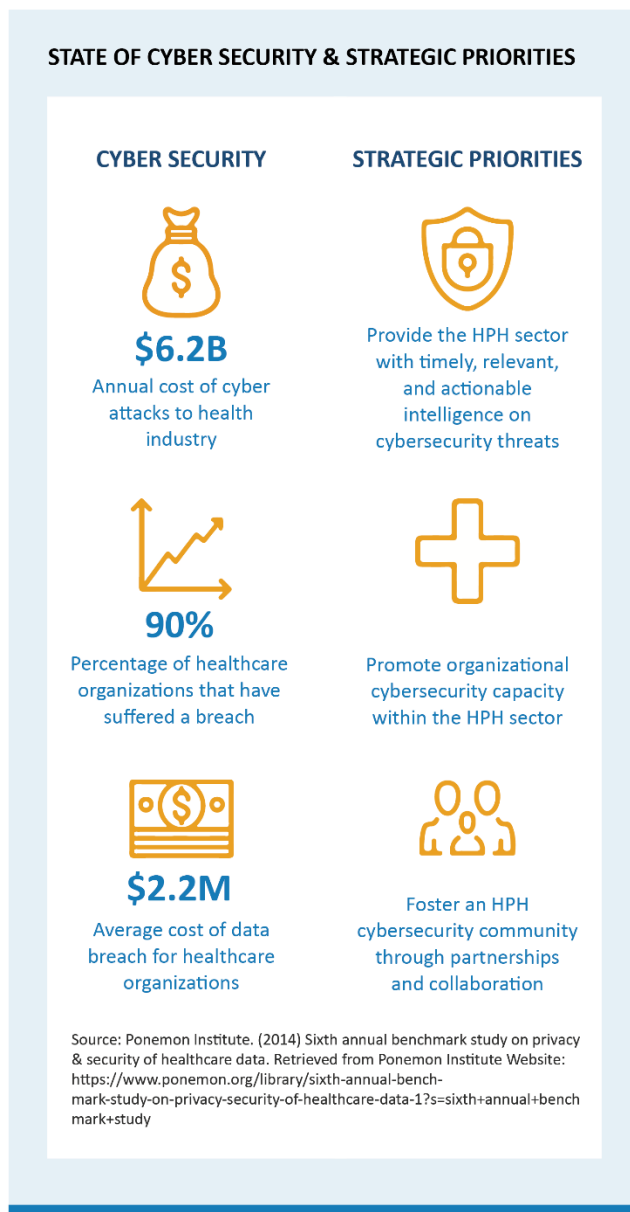 STATE OF CYBER SECURITY & STRATEGIC PRIORITIES
CYBER SECURITY
$
$6.2B
Annual cost of cyber
attacks to health
industry
90%
Percentage of healthcare
organizations that have
suffered a breach
$
$2.2M
Average cost of data
breach for healthcare
organizations
STRATEGIC PRIORITIES
Provide the HPH sector
with timely, relevant,
and actionable
intelligence on
cybersecurity threats
Promote organizational
cybersecurity capacity
within the HPH sector
Foster an HPH
cybersecurity community
through partnerships
and collaboration
Source: Ponemon Institute. (2014) Sixth annual benchmark study on privacy
& security of healthcare data. Retrieved from Ponemon Institute Website:
https://www.ponemon.org/library/sixth-annual-bench-
mark-study-on-privacy-security-of-healthcare-data-1?s=sixth+annual+bench
mark+study